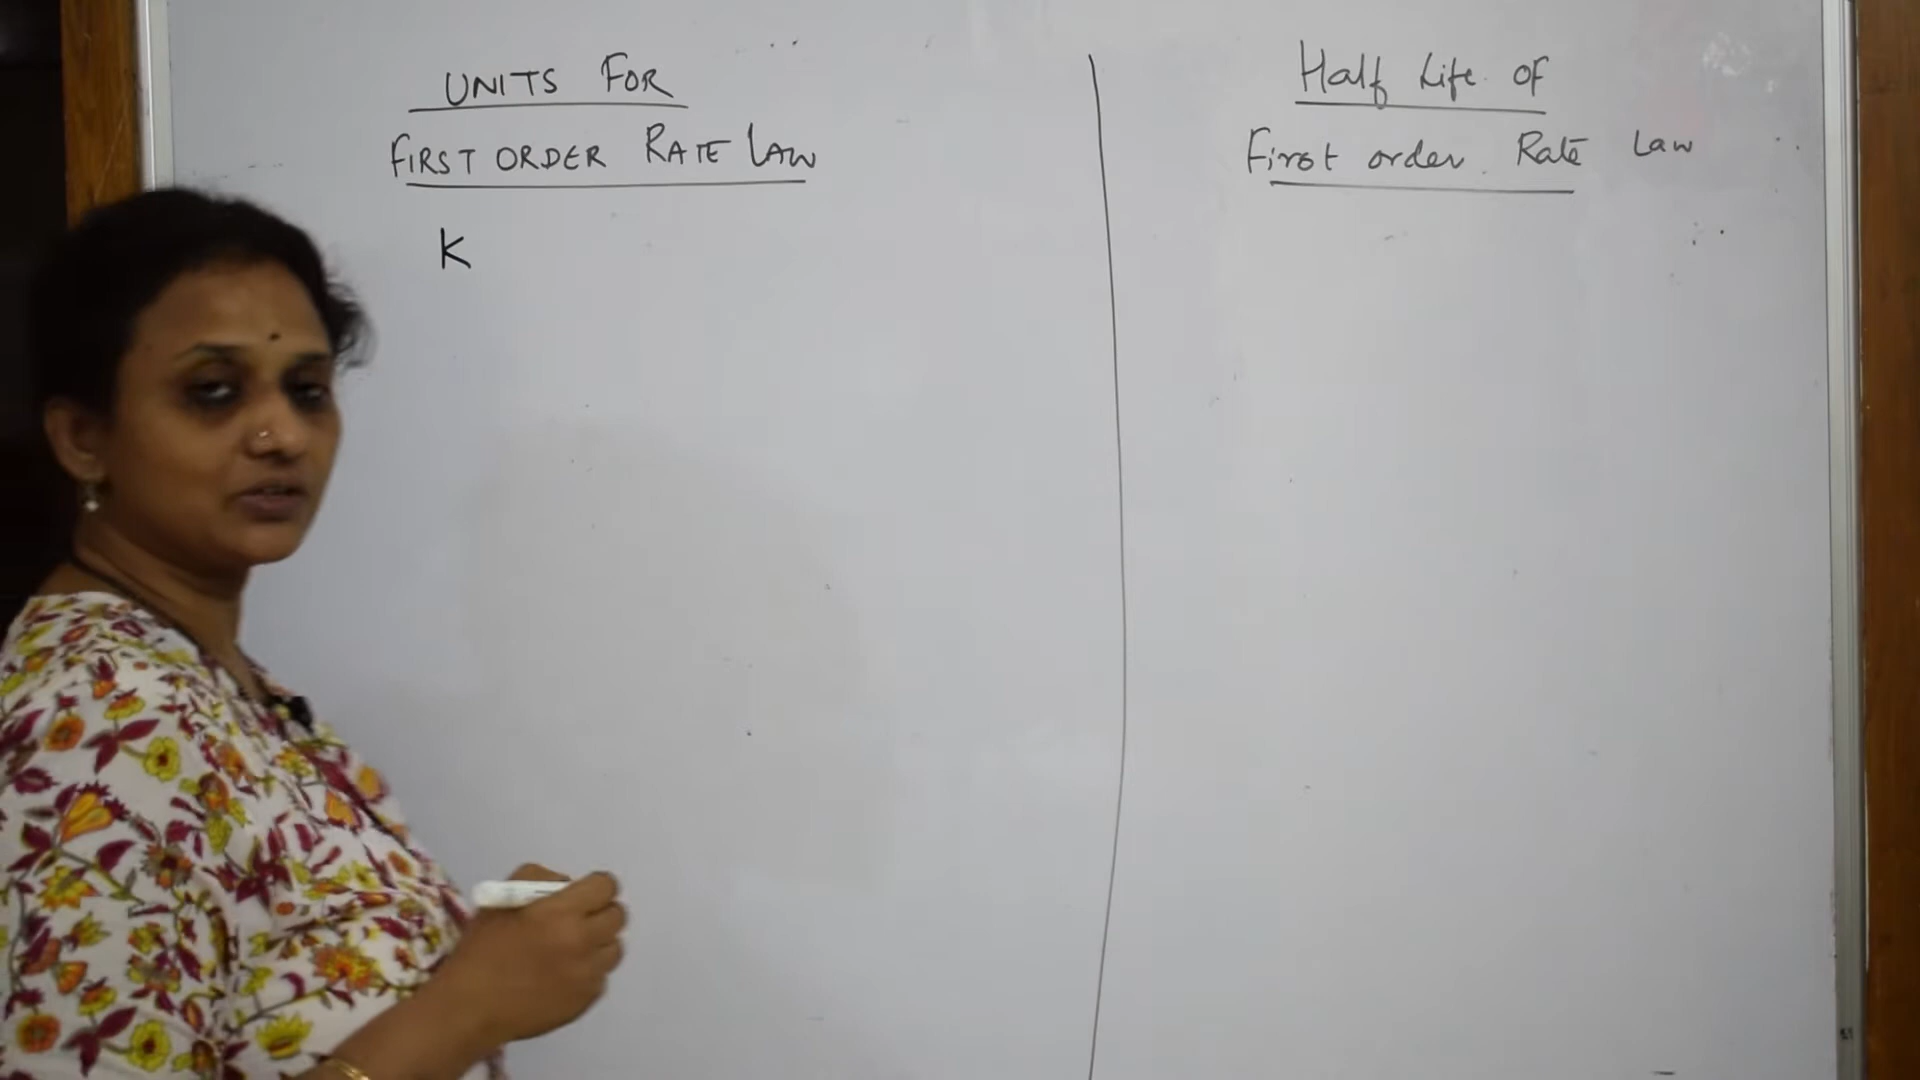 UNITS FOR
FIRST ORDER RATE LAW
K
Half Life of
First order Rate Law